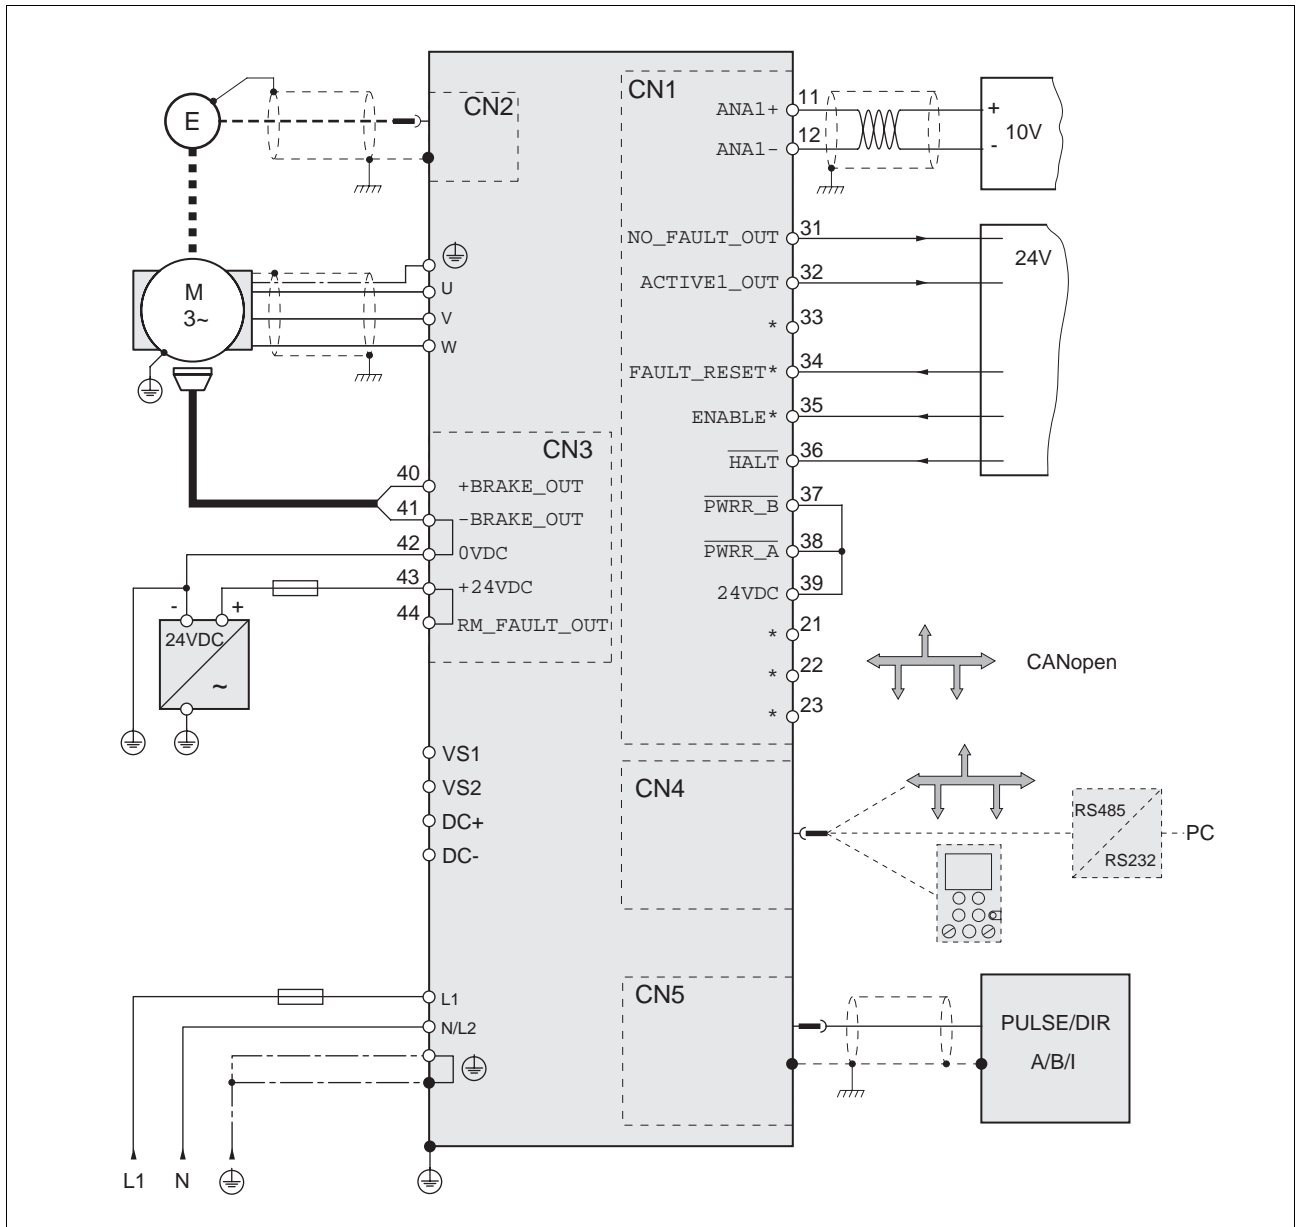 E
CN2
CN1
ANA1+ 11
ANA1- 12
+
-
10V
M
3~
U
V
W
NO_FAULT_OUT 31
ACTIVE1_OUT 32
* 33
FAULT_RESET* 34
ENABLE* 35
HALT 36
PWRR_B 37
PWRR_A 38
24VDC 39
* 21
* 22
* 23
24V
CN3
40 +BRAKE_OUT
41 -BRAKE_OUT
42 0VDC
43 +24VDC
44 RM_FAULT_OUT
- +
24VDC
~
CANopen
VS1
VS2
DC+
DC-
CN4
RS485
RS232
PC
L1
N/L2
CN5
PULSE/DIR
A/B/I
L1 N